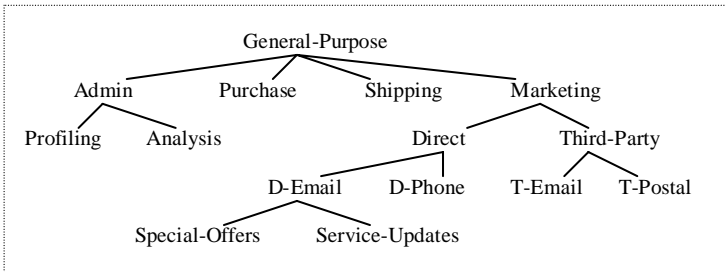 General-Purpose
Admin Purchase Shipping Marketing
Profiling Analysis Direct Third-Party
D-Email D-Phone T-Email T-Postal
Special-Offers Service-Updates